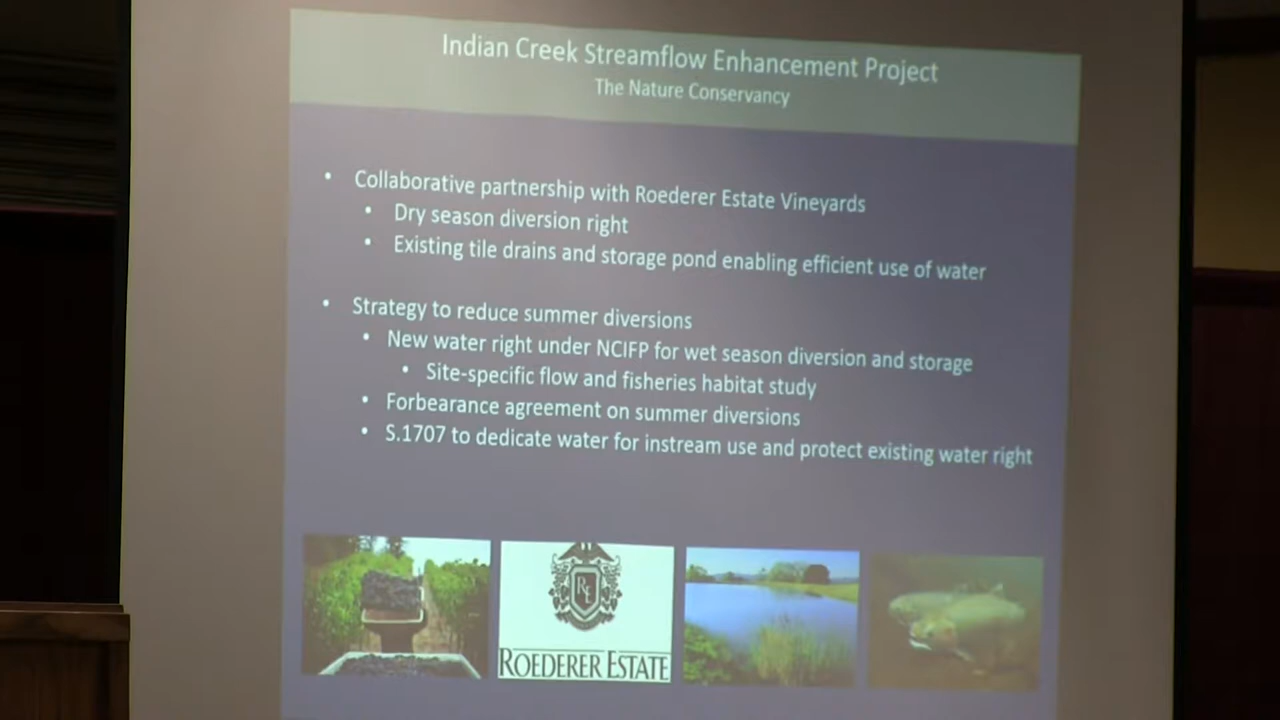 Indian Creek Streamflow Enhancement Project
The Nature Conservancy
• Collaborative partnership with Roederer Estate Vineyards
• Dry season diversion right
• Existing tile drains and storage pond enabling efficient use of water
• Strategy to reduce summer diversions
• New water right under NCIFP for wet season diversion and storage
• Site-specific flow and fisheries habitat study
• Forbearance agreement on summer diversions
• S.1707 to dedicate water for instream use and protect existing water right
RE
ROEDERER ESTATE